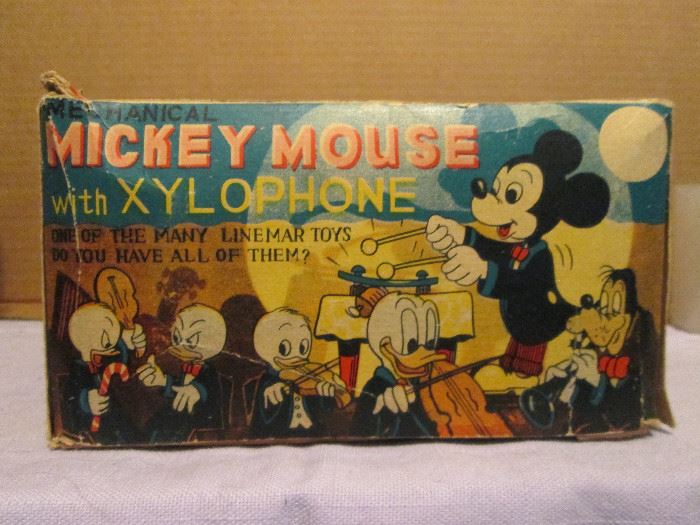 MECHANICAL
MICKEY MOUSE
with XYLOPHONE
ONE OF THE MANY LINEMAR TOYS
DO YOU HAVE ALL OF THEM?